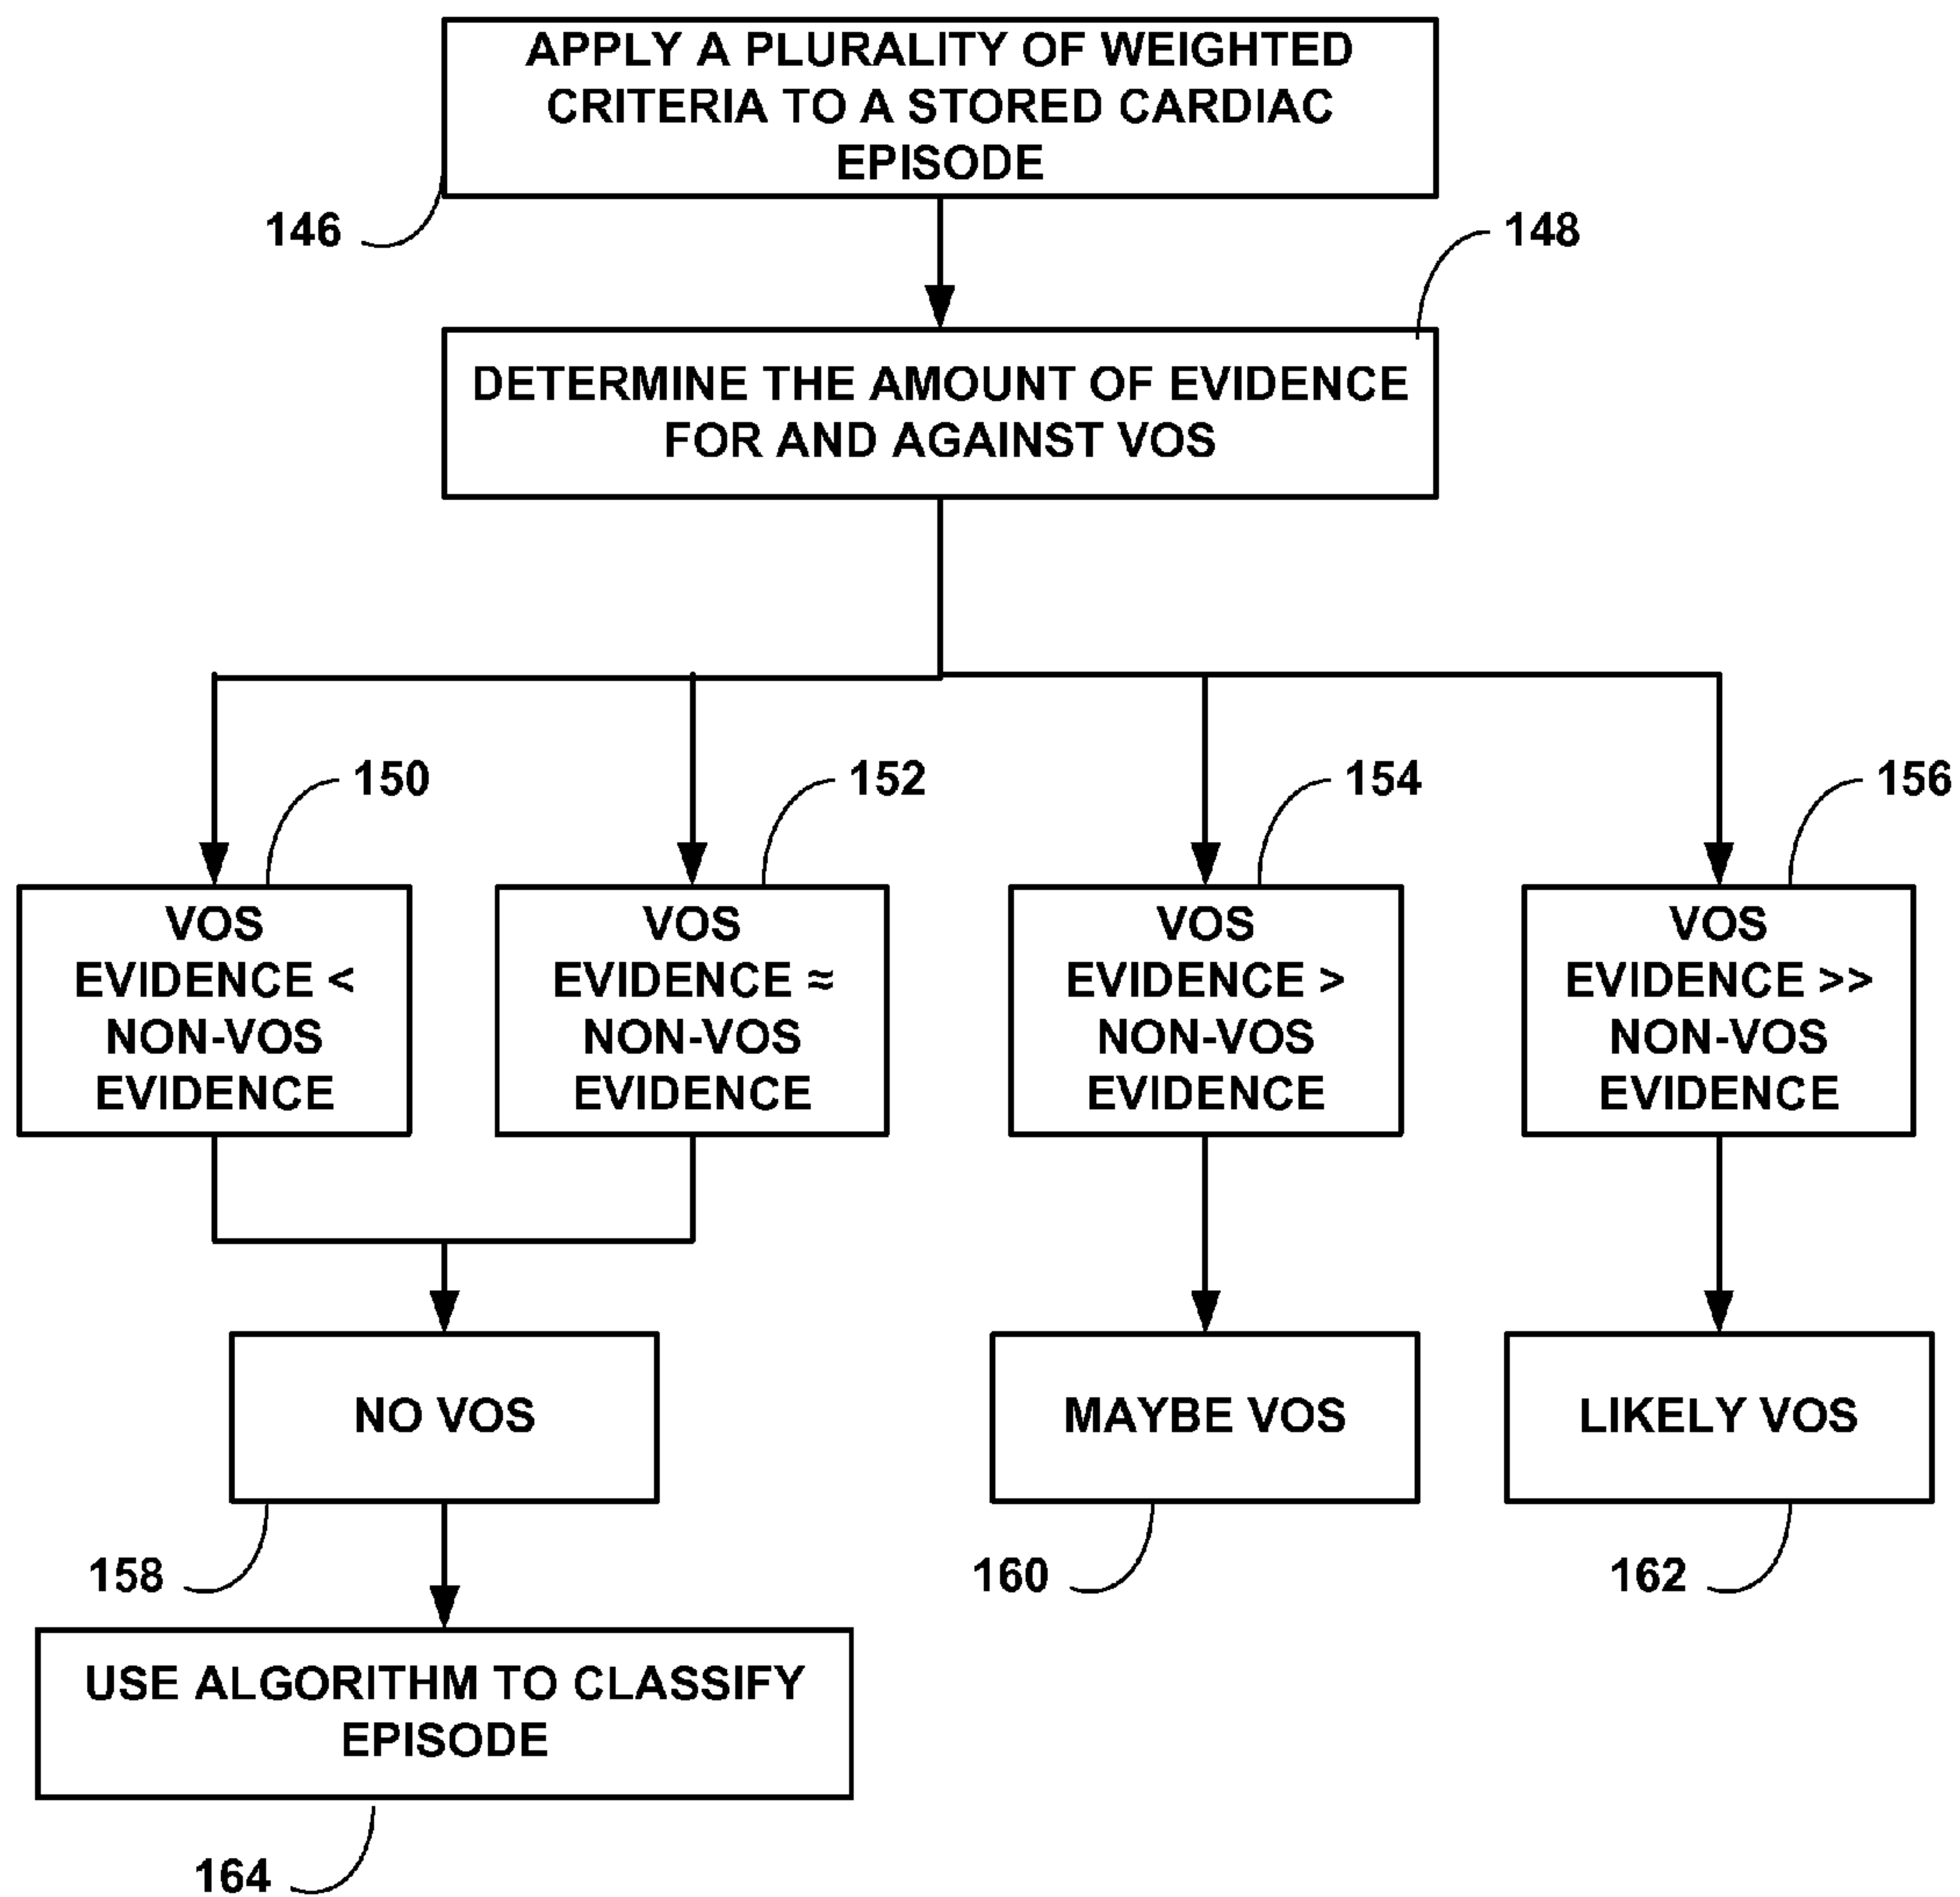 APPLY A PLURALITY OF WEIGHTED
CRITERIA TO A STORED CARDIAC
EPISODE
146
148
DETERMINE THE AMOUNT OF EVIDENCE
FOR AND AGAINST VOS
150
152
154
156
VOS
EVIDENCE <
NON-VOS
EVIDENCE
VOS
EVIDENCE ≈
NON-VOS
EVIDENCE
VOS
EVIDENCE >
NON-VOS
EVIDENCE
VOS
EVIDENCE >>
NON-VOS
EVIDENCE
NO VOS
MAYBE VOS
LIKELY VOS
158
160
162
USE ALGORITHM TO CLASSIFY
EPISODE
164